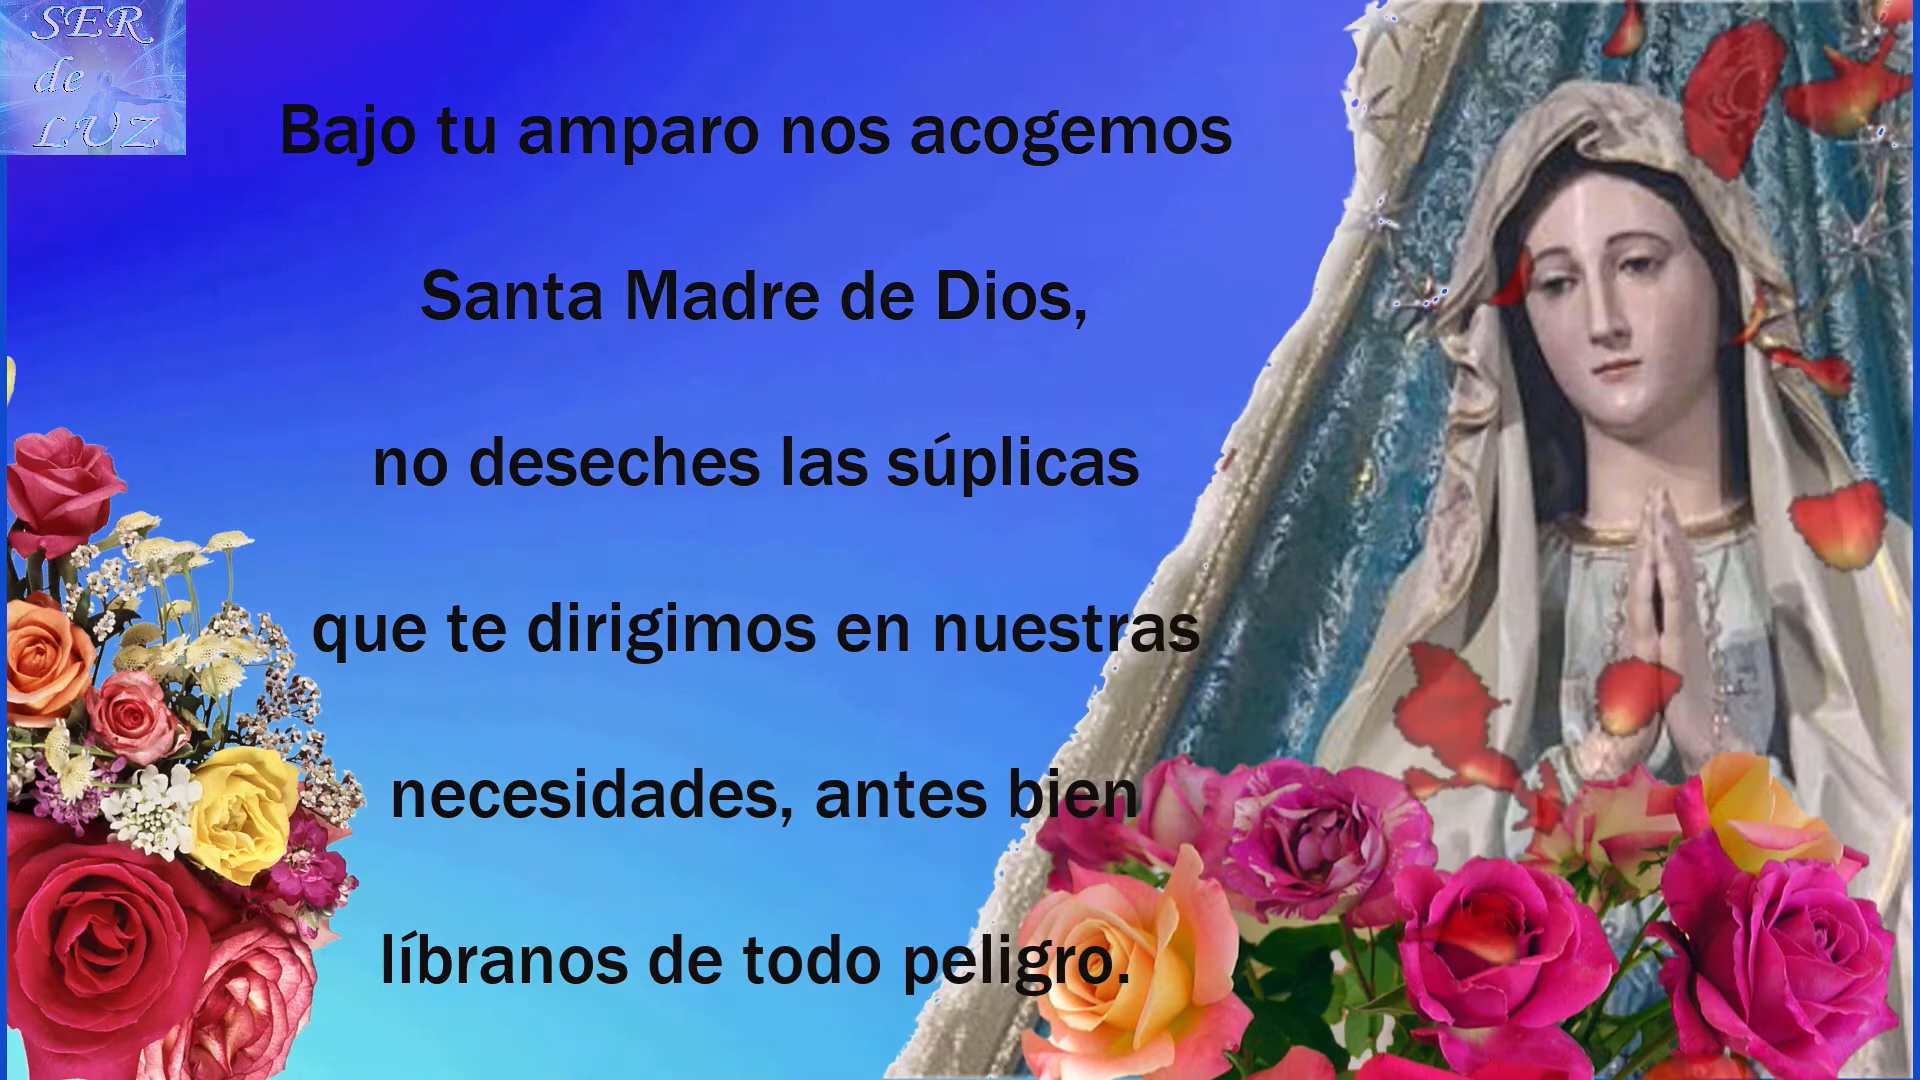 SER
de
LUZ
Bajo tu amparo nos acogemos
Santa Madre de Dios,
no deseches las súplicas
que te dirigimos en nuestras
necesidades, antes bien
líbranos de todo peligro.